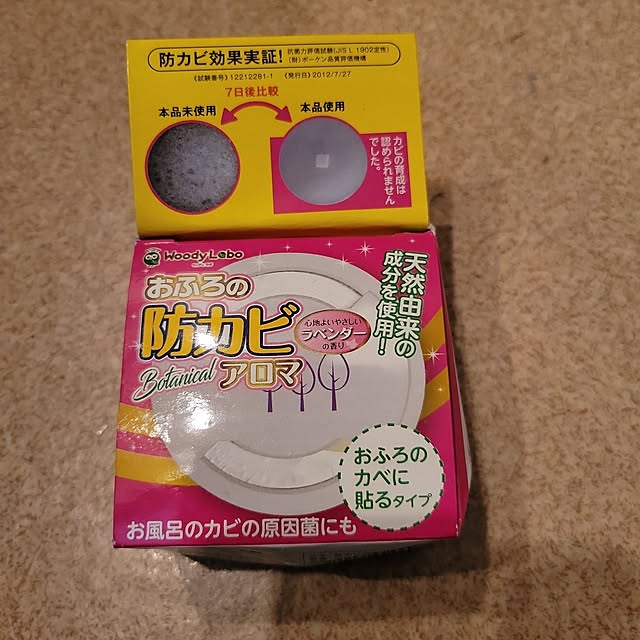 防カビ効果実証!
抗菌力評価試験(JIS L 1902定性)
(財)ボーケン品質評価機構
《試験番号》12212281-1 《発行日》2012/7/27
7日後比較
本品未使用
本品使用
カビの育成は
認められません
でした。
Woody Labo
おふろの
防カビ
Botanical アロマ
心地よいやさしい
ラベンダー
の香り
天然由来の
成分を使用!
おふろの
カベに
貼るタイプ
お風呂のカビの原因菌にも